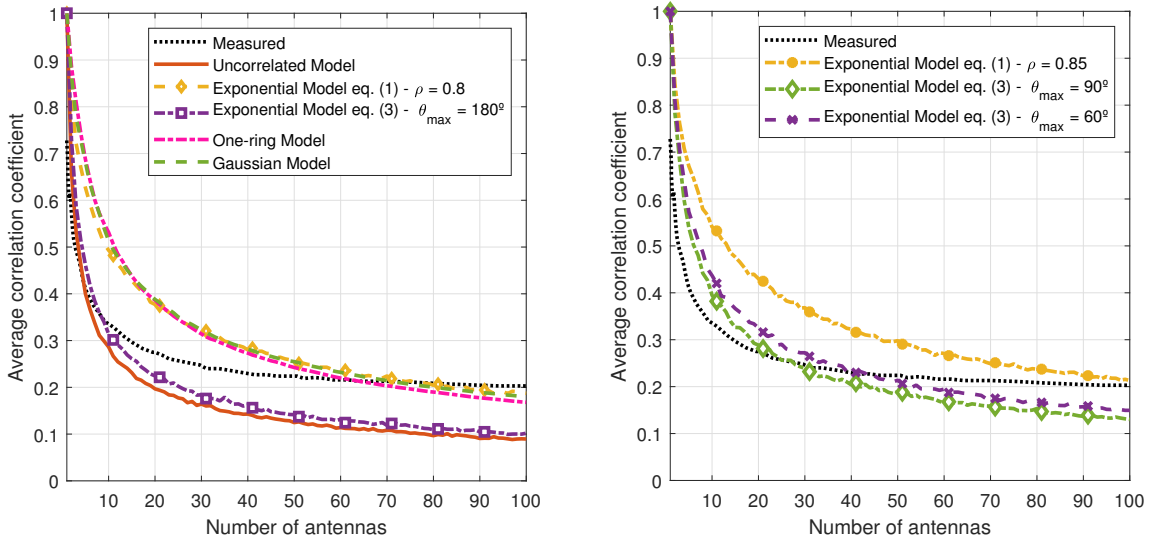 Average correlation coefficient
1
0.9
0.8
0.7
0.6
0.5
0.4
0.3
0.2
0.1
0
Measured
Uncorrelated Model
Exponential Model eq. (1) - ρ = 0.8
Exponential Model eq. (3) - θmax = 180º
One-ring Model
Gaussian Model
10 20 30 40 50 60 70 80 90 100
Number of antennas
Average correlation coefficient
1
0.9
0.8
0.7
0.6
0.5
0.4
0.3
0.2
0.1
0
Measured
Exponential Model eq. (1) - ρ = 0.85
Exponential Model eq. (3) - θmax = 90º
Exponential Model eq. (3) - θmax = 60º
10 20 30 40 50 60 70 80 90 100
Number of antennas